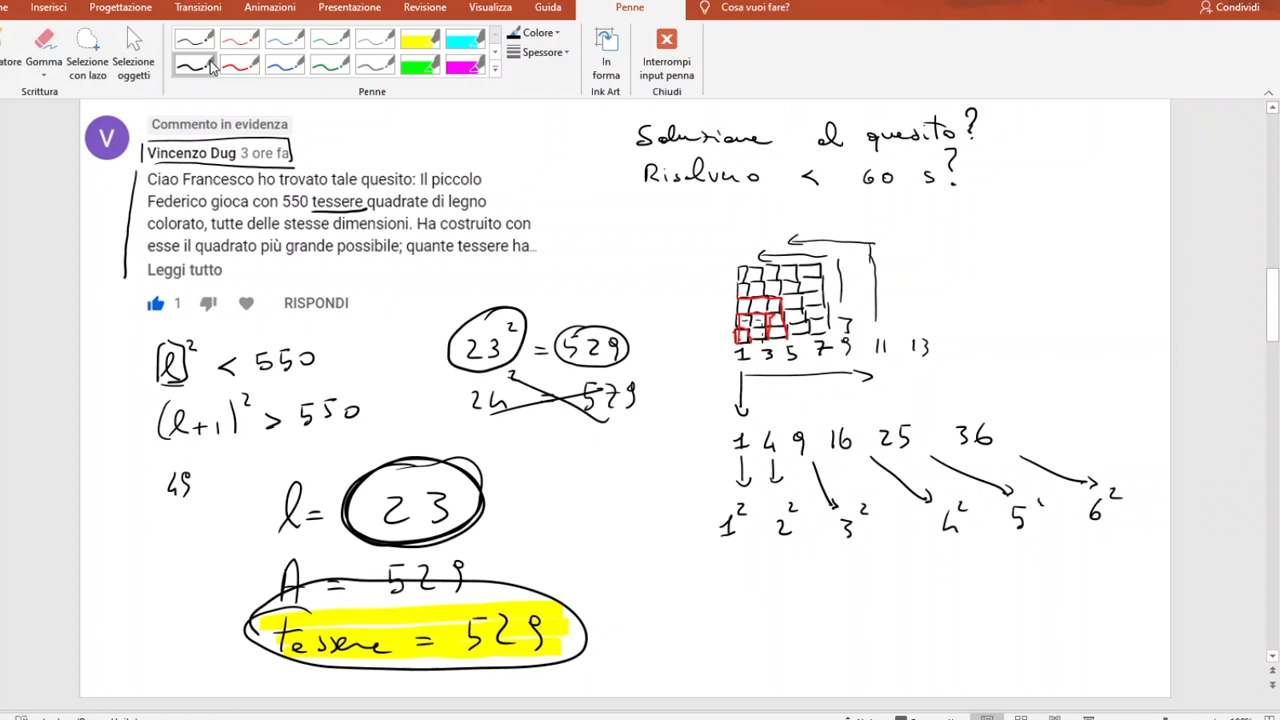 Inserisci Progettazione Transizioni Animazioni Presentazione Revisione Visualizza Guida Penne Cosa vuoi fare? Condividi
Gomma
Selezione con lazo
Selezione oggetti
Colore
Spessore
In forma
Interrompi input penna
Scrittura
Penne
Ink Art
Chiudi
V
Commento in evidenza
Vincenzo Dug 3 ore fa
Ciao Francesco ho trovato tale quesito: Il piccolo
Federico gioca con 550 tessere quadrate di legno
colorato, tutte delle stesse dimensioni. Ha costruito con
esse il quadrato più grande possibile; quante tessere ha...
Leggi tutto
1 RISPONDI
Soluzione al quesito?
Risolverlo < 60 s?
[l]² < 550
(l+1)² > 550
23² = 529
24² = 579
49
l = 23
A = 529
tessere = 529
7
1 3 5 7 9 11 13
1 4 9 16 25 36
1² 2² 3² 4² 5² 6²